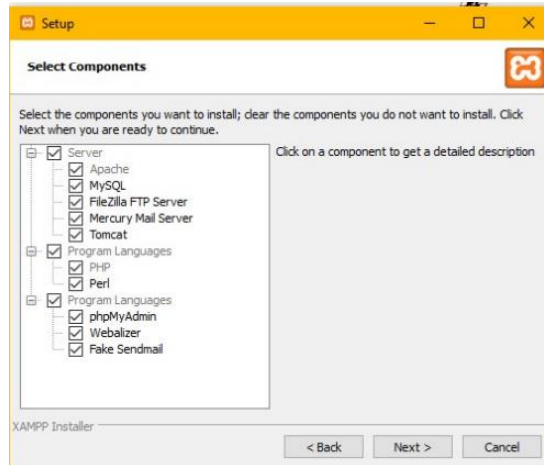 Setup
Select Components
Select the components you want to install; clear the components you do not want to install. Click
Next when you are ready to continue.
Server
Apache
MySQL
FileZilla FTP Server
Mercury Mail Server
Tomcat
Program Languages
PHP
Perl
Program Languages
phpMyAdmin
Webalizer
Fake Sendmail
Click on a component to get a detailed description
XAMPP Installer
< Back
Next >
Cancel